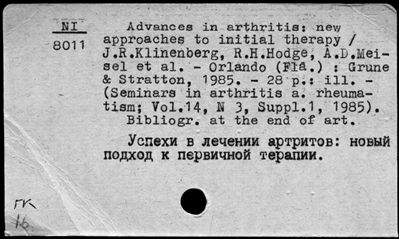 NI
8011
Advances in arthritis: new
approaches to initial therapy /
J.R.Klinenberg, R.H.Hodge, A.D.Mei-
sel et al. - Orlando (Fla.) : Grune
& Stratton, 1985. - 28 p.: ill. -
(Seminars in arthritis a. rheuma-
tism; Vol.14, N 3, Suppl.1, 1985).
Bibliogr. at the end of art.
Успехи в лечении артритов: новый
подход к первичной терапии.
ГК
16